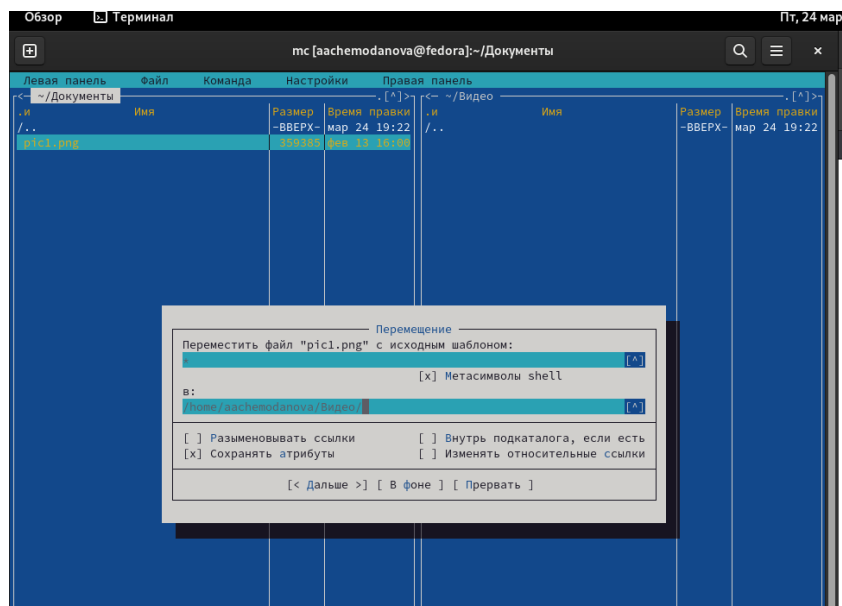 Обзор Терминал Пт, 24 мар
mc [aachemodanova@fedora]:~/Документы
Левая панель Файл Команда Настройки Правая панель
<— ~/Документы .[^]> <— ~/Видео .[^]>
.и Имя Размер Время правки .и Имя Размер Время правки
/.. -ВВЕРХ- мар 24 19:22 /.. -ВВЕРХ- мар 24 19:22
pic1.png 359385 фев 13 16:00
Перемещение
Переместить файл "pic1.png" с исходным шаблоном:
* [^]
[x] Метасимволы shell
в:
/home/aachemodanova/Видео/ [^]
[ ] Разыменовывать ссылки [ ] Внутрь подкаталога, если есть
[x] Сохранять атрибуты [ ] Изменять относительные ссылки
[< Дальше >] [ В фоне ] [ Прервать ]